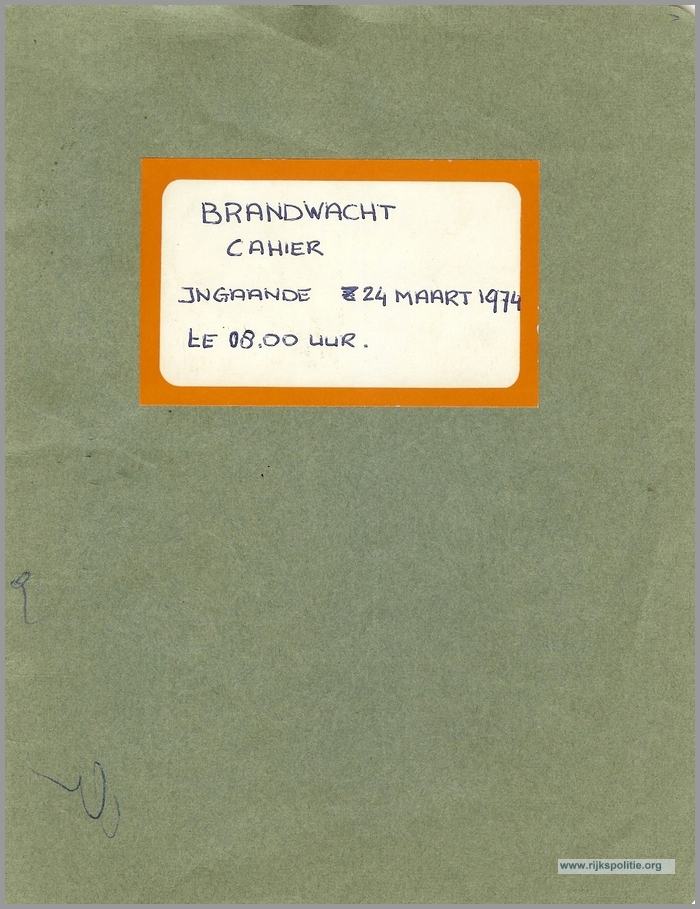 BRANDWACHT
CAHIER
INGAANDE 24 MAART 1974
tE 08.00 UUR.
www.rijkspolitie.org